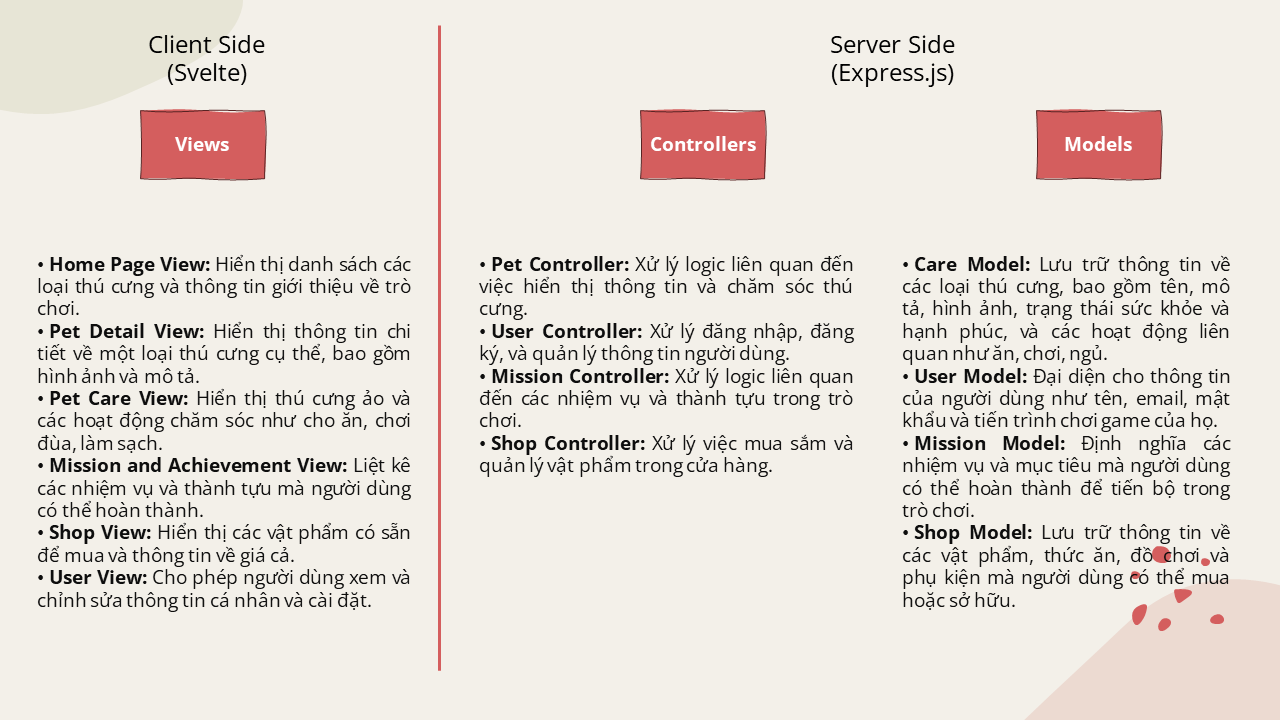 Client Side
(Svelte)
Server Side
(Express.js)
Views
Controllers
Models
• Home Page View: Hiển thị danh sách các
loại thú cưng và thông tin giới thiệu về trò
chơi.
• Pet Detail View: Hiển thị thông tin chi
tiết về một loại thú cưng cụ thể, bao gồm
hình ảnh và mô tả.
• Pet Care View: Hiển thị thú cưng ảo và
các hoạt động chăm sóc như cho ăn, chơi
đùa, làm sạch.
• Mission and Achievement View: Liệt kê
các nhiệm vụ và thành tựu mà người dùng
có thể hoàn thành.
• Shop View: Hiển thị các vật phẩm có sẵn
để mua và thông tin về giá cả.
• User View: Cho phép người dùng xem và
chỉnh sửa thông tin cá nhân và cài đặt.
• Pet Controller: Xử lý logic liên quan đến
việc hiển thị thông tin và chăm sóc thú
cưng.
• User Controller: Xử lý đăng nhập, đăng
ký, và quản lý thông tin người dùng.
• Mission Controller: Xử lý logic liên quan
đến các nhiệm vụ và thành tựu trong trò
chơi.
• Shop Controller: Xử lý việc mua sắm và
quản lý vật phẩm trong cửa hàng.
• Care Model: Lưu trữ thông tin về
các loại thú cưng, bao gồm tên, mô
tả, hình ảnh, trạng thái sức khỏe và
hạnh phúc, và các hoạt động liên
quan như ăn, chơi, ngủ.
• User Model: Đại diện cho thông tin
của người dùng như tên, email, mật
khẩu và tiến trình chơi game của họ.
• Mission Model: Định nghĩa các
nhiệm vụ và mục tiêu mà người dùng
có thể hoàn thành để tiến bộ trong
trò chơi.
• Shop Model: Lưu trữ thông tin về
các vật phẩm, thức ăn, đồ chơi và
phụ kiện mà người dùng có thể mua
hoặc sở hữu.